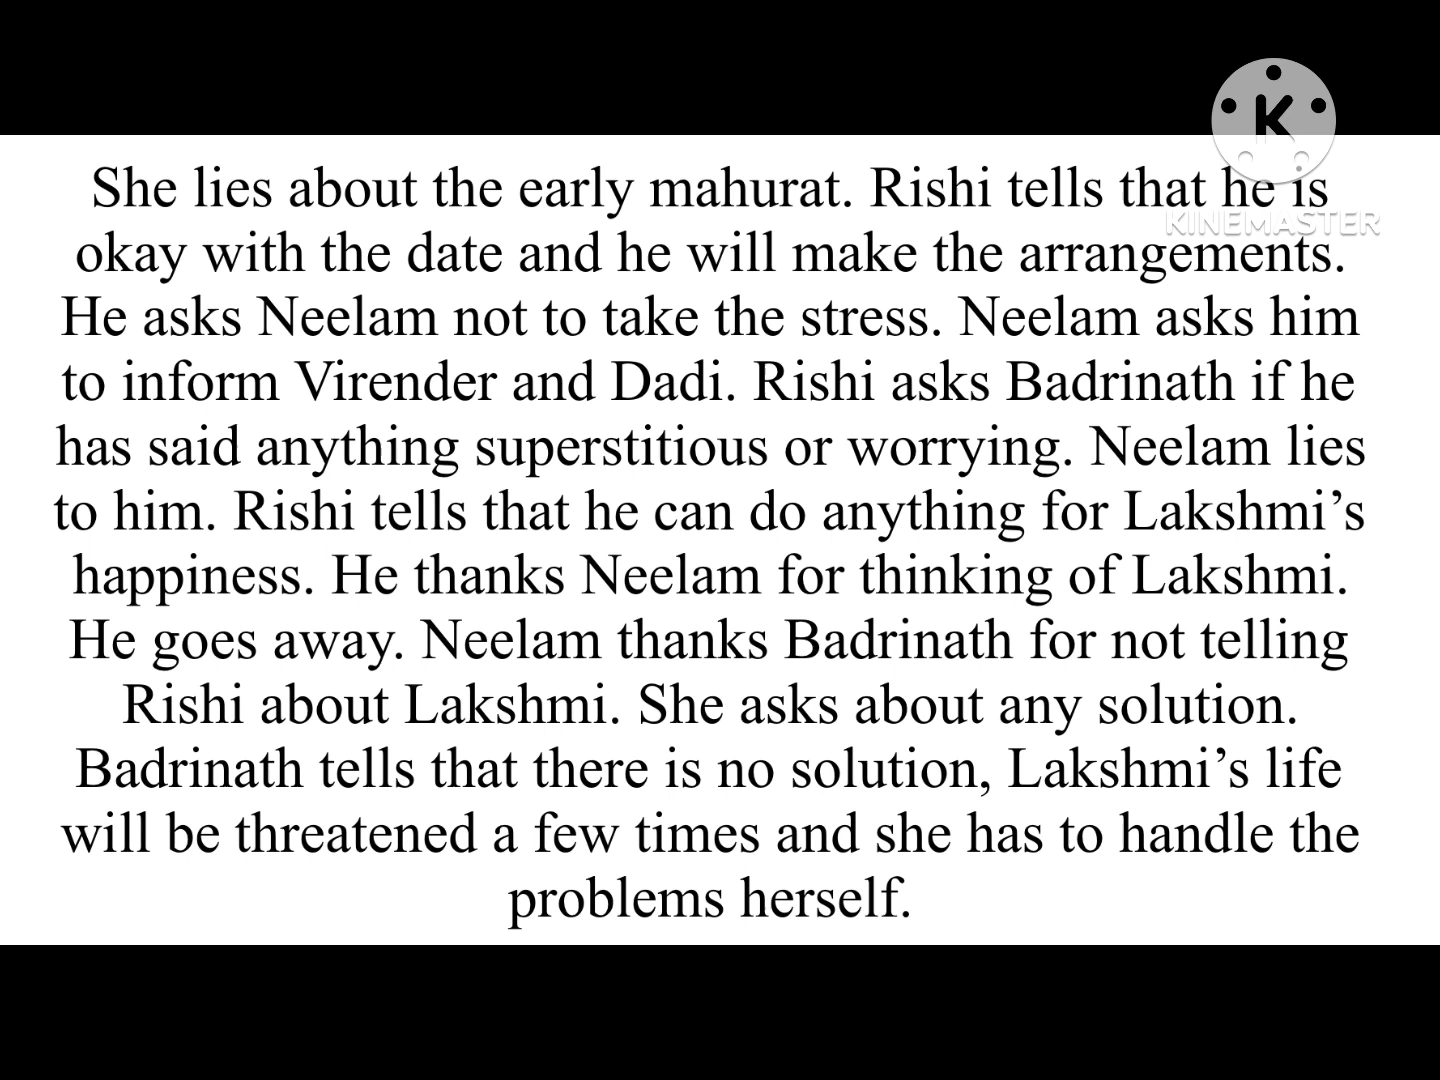 K
KINEMASTER
She lies about the early mahurat. Rishi tells that he is
okay with the date and he will make the arrangements.
He asks Neelam not to take the stress. Neelam asks him
to inform Virender and Dadi. Rishi asks Badrinath if he
has said anything superstitious or worrying. Neelam lies
to him. Rishi tells that he can do anything for Lakshmi’s
happiness. He thanks Neelam for thinking of Lakshmi.
He goes away. Neelam thanks Badrinath for not telling
Rishi about Lakshmi. She asks about any solution.
Badrinath tells that there is no solution, Lakshmi’s life
will be threatened a few times and she has to handle the
problems herself.